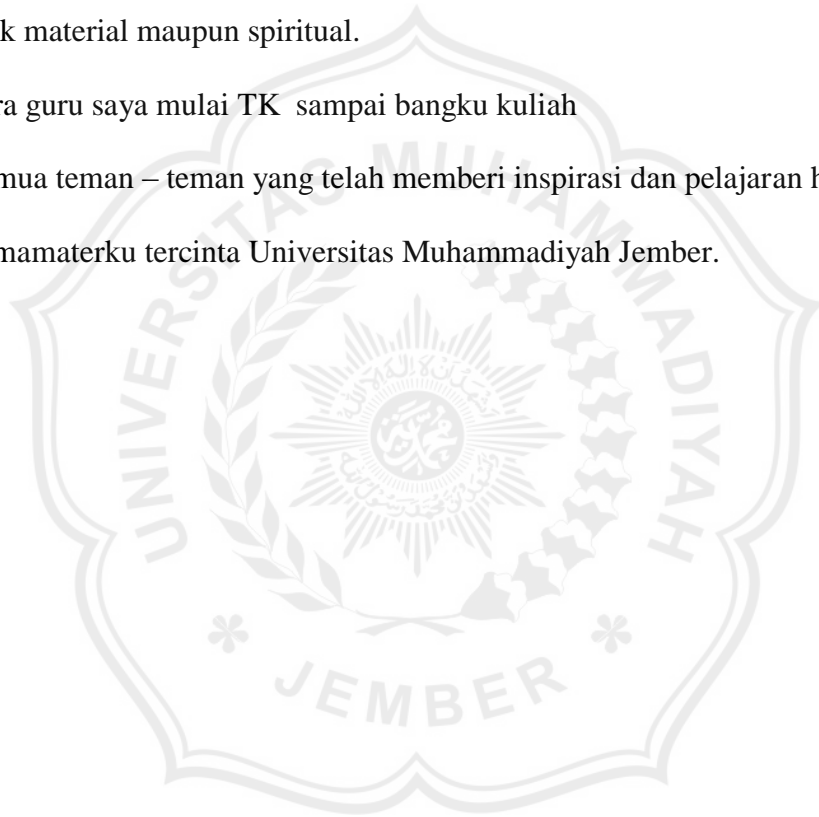 k material maupun spiritual.
ra guru saya mulai TK  sampai bangku kuliah
mua teman – teman yang telah memberi inspirasi dan pelajaran h
mamaterku tercinta Universitas Muhammadiyah Jember.
UNIVERSITAS MUHAMMADIYAH
JEMBER